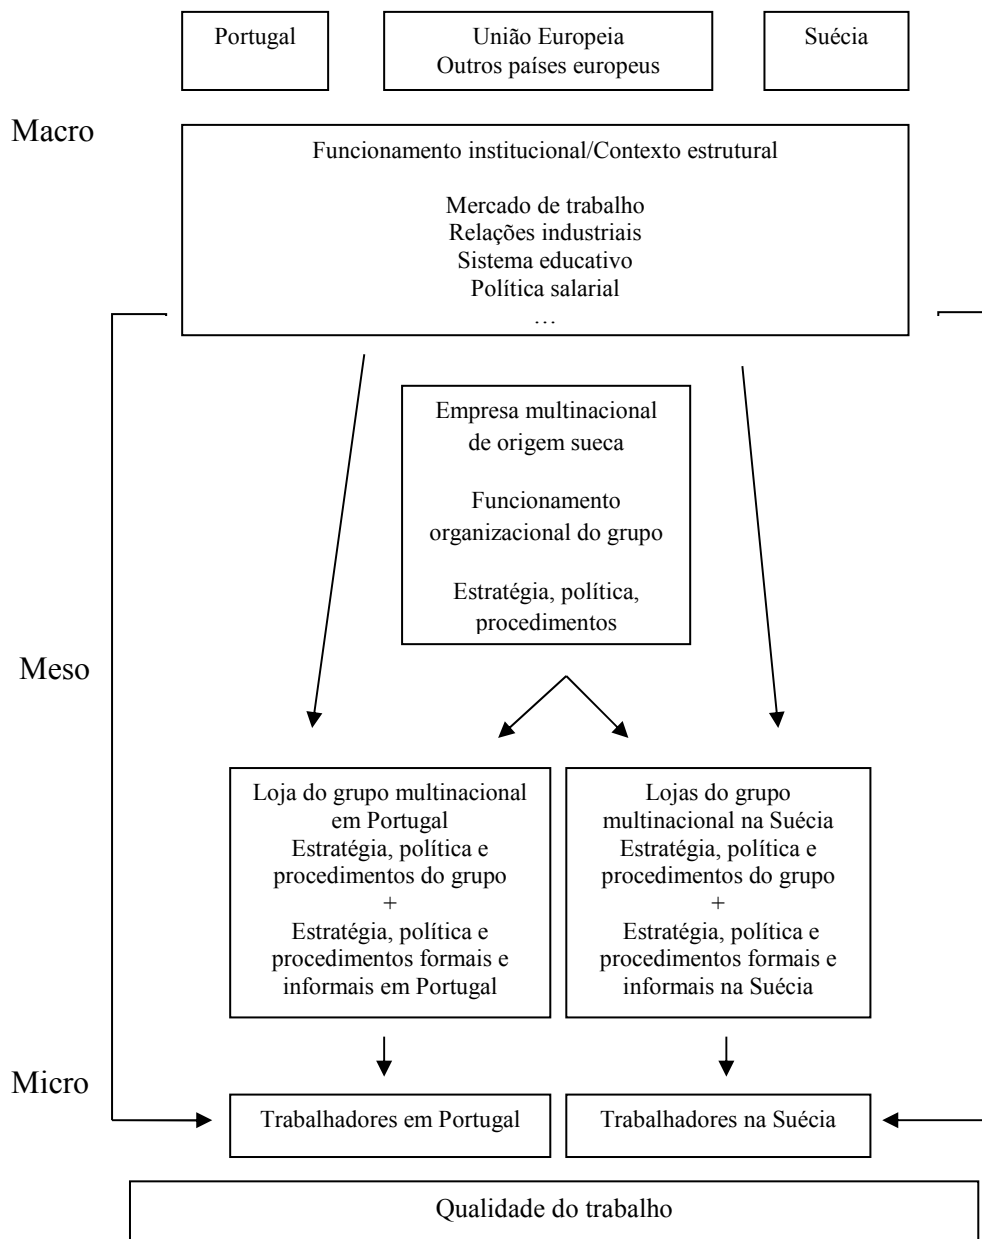 Portugal
União Europeia
Outros países europeus
Suécia
Macro
Funcionamento institucional/Contexto estrutural
Mercado de trabalho
Relações industriais
Sistema educativo
Política salarial
…
Empresa multinacional
de origem sueca
Funcionamento
organizacional do grupo
Estratégia, política,
procedimentos
Meso
Loja do grupo multinacional
em Portugal
Estratégia, política e
procedimentos do grupo
+
Estratégia, política e
procedimentos formais e
informais em Portugal
Lojas do grupo
multinacional na Suécia
Estratégia, política e
procedimentos do grupo
+
Estratégia, política e
procedimentos formais e
informais na Suécia
Micro
Trabalhadores em Portugal
Trabalhadores na Suécia
Qualidade do trabalho